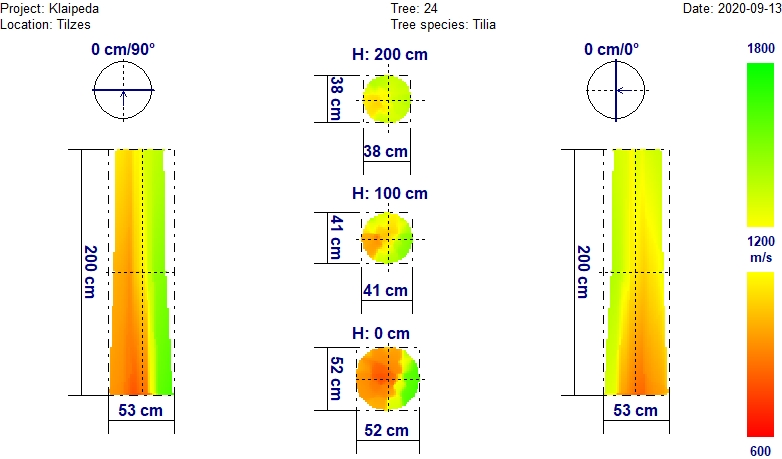 Project: Klaipeda
Tree: 24
Date: 2020-09-13
Location: Tilzes
Tree species: Tilia
0 cm/90°
H: 200 cm
0 cm/0°
1800
38 cm
38 cm
H: 100 cm
41 cm
41 cm
1200
m/s
200 cm
200 cm
H: 0 cm
52 cm
52 cm
53 cm
53 cm
600